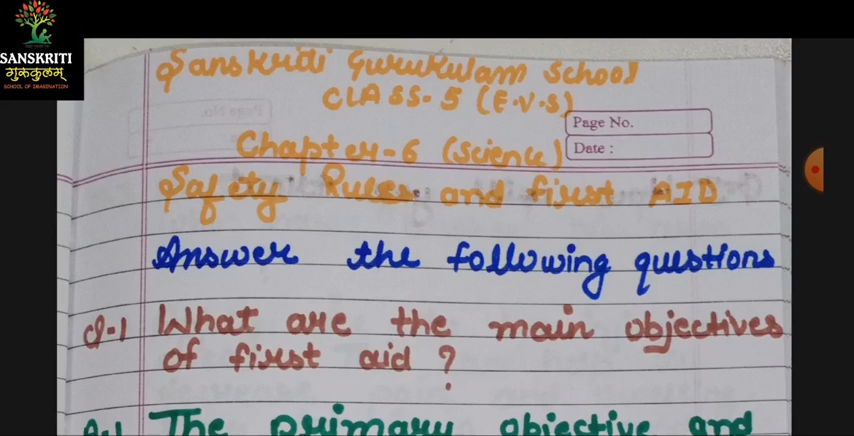 SANSKRITI
गुरुकुलम्
SCHOOL OF IMAGINATION
Sanskriti Gurukulam School
CLASS-5 (E.V.S)
Page No.
Date :
Chapter-6 (Science)
Safety Rules and first AID
Answer the following questions
Q-1 What are the main objectives
of first aid ?
A-1 The primary objective and